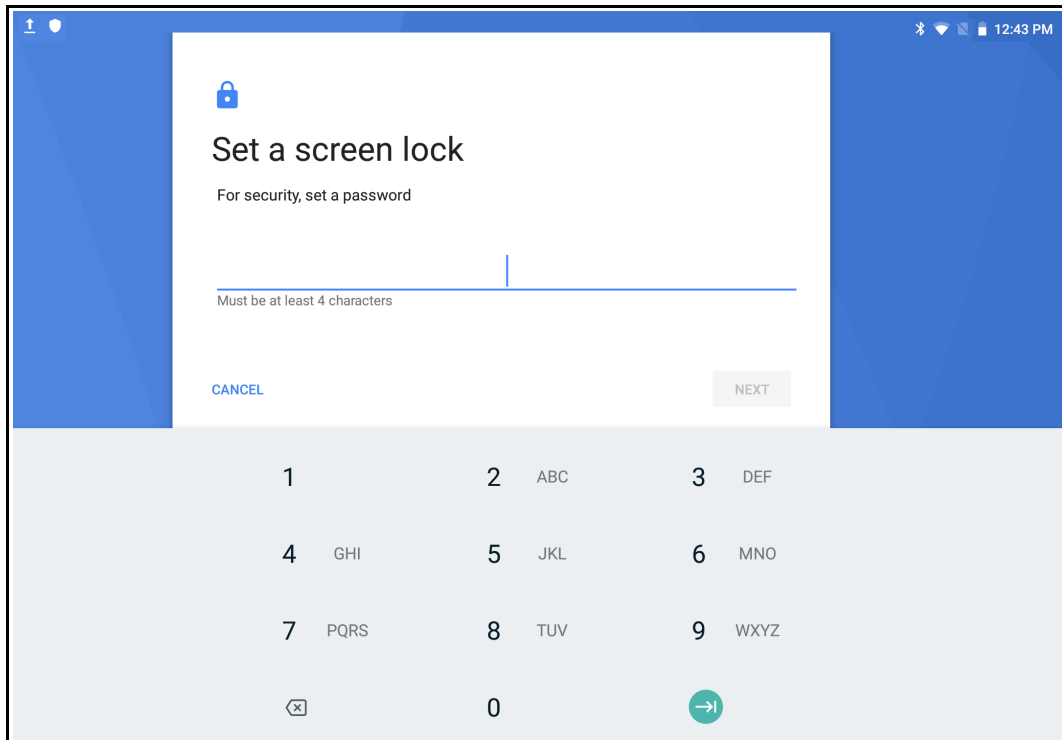 12:43 PM
Set a screen lock
For security, set a password
Must be at least 4 characters
CANCEL NEXT
1 2 ABC 3 DEF
4 GHI 5 JKL 6 MNO
7 PQRS 8 TUV 9 WXYZ
0